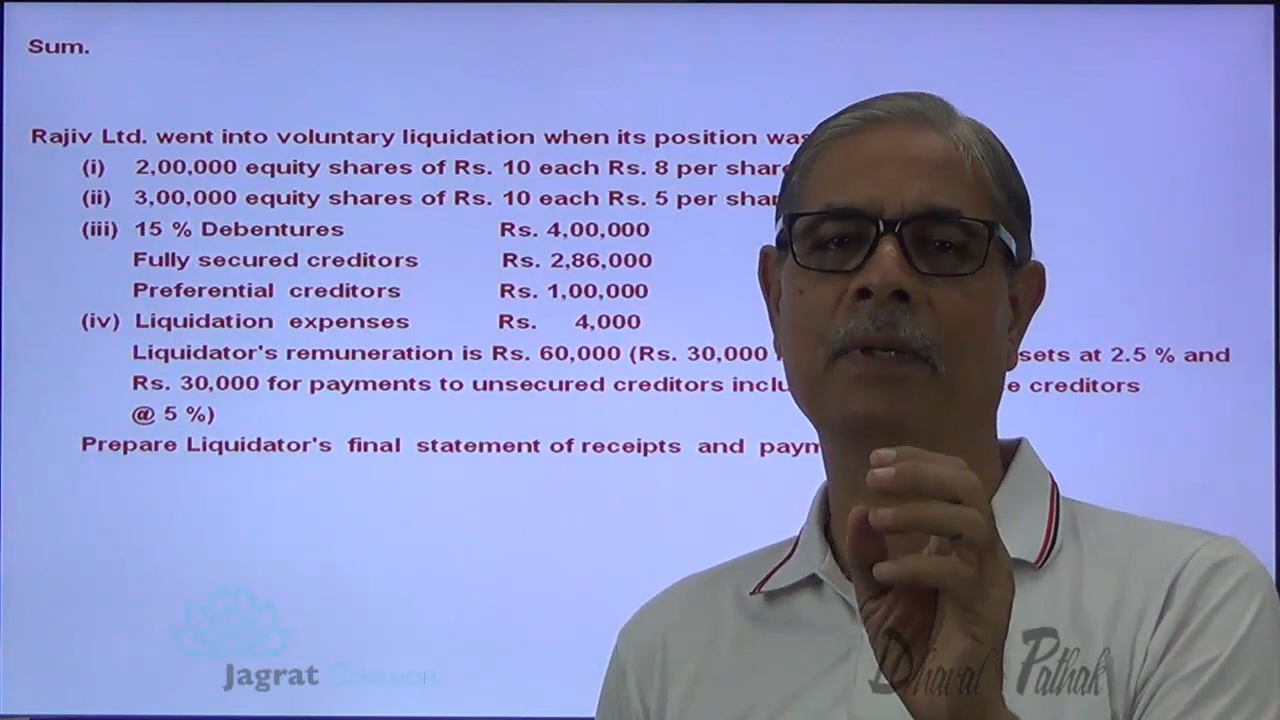 Sum.
Rajiv Ltd. went into voluntary liquidation when its position was
(i) 2,00,000 equity shares of Rs. 10 each Rs. 8 per share
(ii) 3,00,000 equity shares of Rs. 10 each Rs. 5 per
(iii) 15 % Debentures Rs. 4,00,000
Fully secured creditors Rs. 2,86,000
Preferential creditors Rs. 1,00,000
(iv) Liquidation expenses Rs. 4,000
Liquidator's remuneration is Rs. 60,000 (Rs. 30,000 at 2.5 % and
Rs. 30,000 for payments to unsecured creditors creditors
@ 5 %)
Prepare Liquidator's final statement of receipts and
Jagrat Creation
Dhaval Pathak